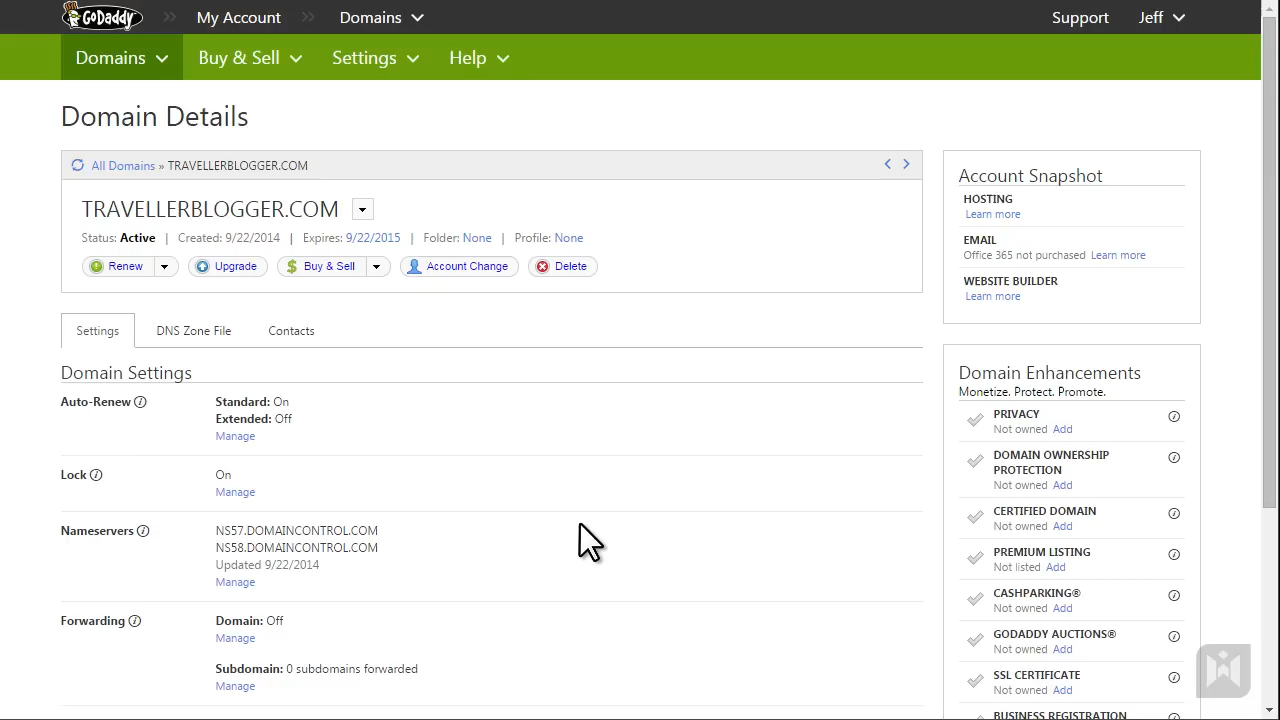 GoDaddy
My Account
Domains
Support
Jeff
Domains
Buy & Sell
Settings
Help
Domain Details
All Domains » TRAVELLERBLOGGER.COM
TRAVELLERBLOGGER.COM
Status: Active | Created: 9/22/2014 | Expires: 9/22/2015 | Folder: None | Profile: None
Renew
Upgrade
Buy & Sell
Account Change
Delete
Settings
DNS Zone File
Contacts
Domain Settings
Auto-Renew
Standard: On
Extended: Off
Manage
Lock
On
Manage
Nameservers
NS57.DOMAINCONTROL.COM
NS58.DOMAINCONTROL.COM
Updated 9/22/2014
Manage
Forwarding
Domain: Off
Manage
Subdomain: 0 subdomains forwarded
Manage
Account Snapshot
HOSTING
Learn more
EMAIL
Office 365 not purchased Learn more
WEBSITE BUILDER
Learn more
Domain Enhancements
Monetize. Protect. Promote.
PRIVACY
Not owned Add
DOMAIN OWNERSHIP
PROTECTION
Not owned Add
CERTIFIED DOMAIN
Not owned Add
PREMIUM LISTING
Not listed Add
CASHPARKING®
Not owned Add
GODADDY AUCTIONS®
Not owned Add
SSL CERTIFICATE
Not owned Add
BUSINESS REGISTRATION